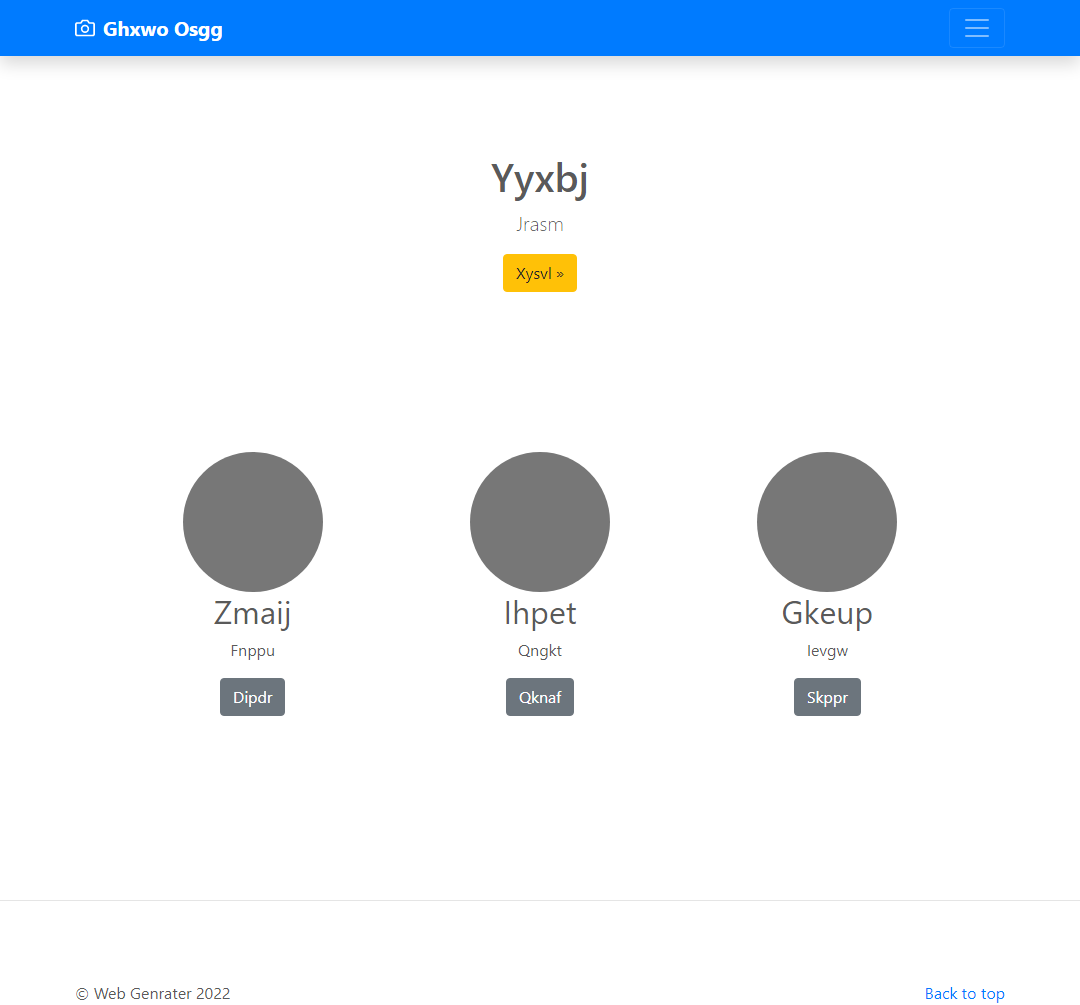 Ghxwo Osgg
Yyxbj
Jrasm
Xysvl »
Zmaij
Ihpet
Gkeup
Fnppu
Qngkt
Ievgw
Dipdr
Qknaf
Skppr
© Web Genrater 2022
Back to top